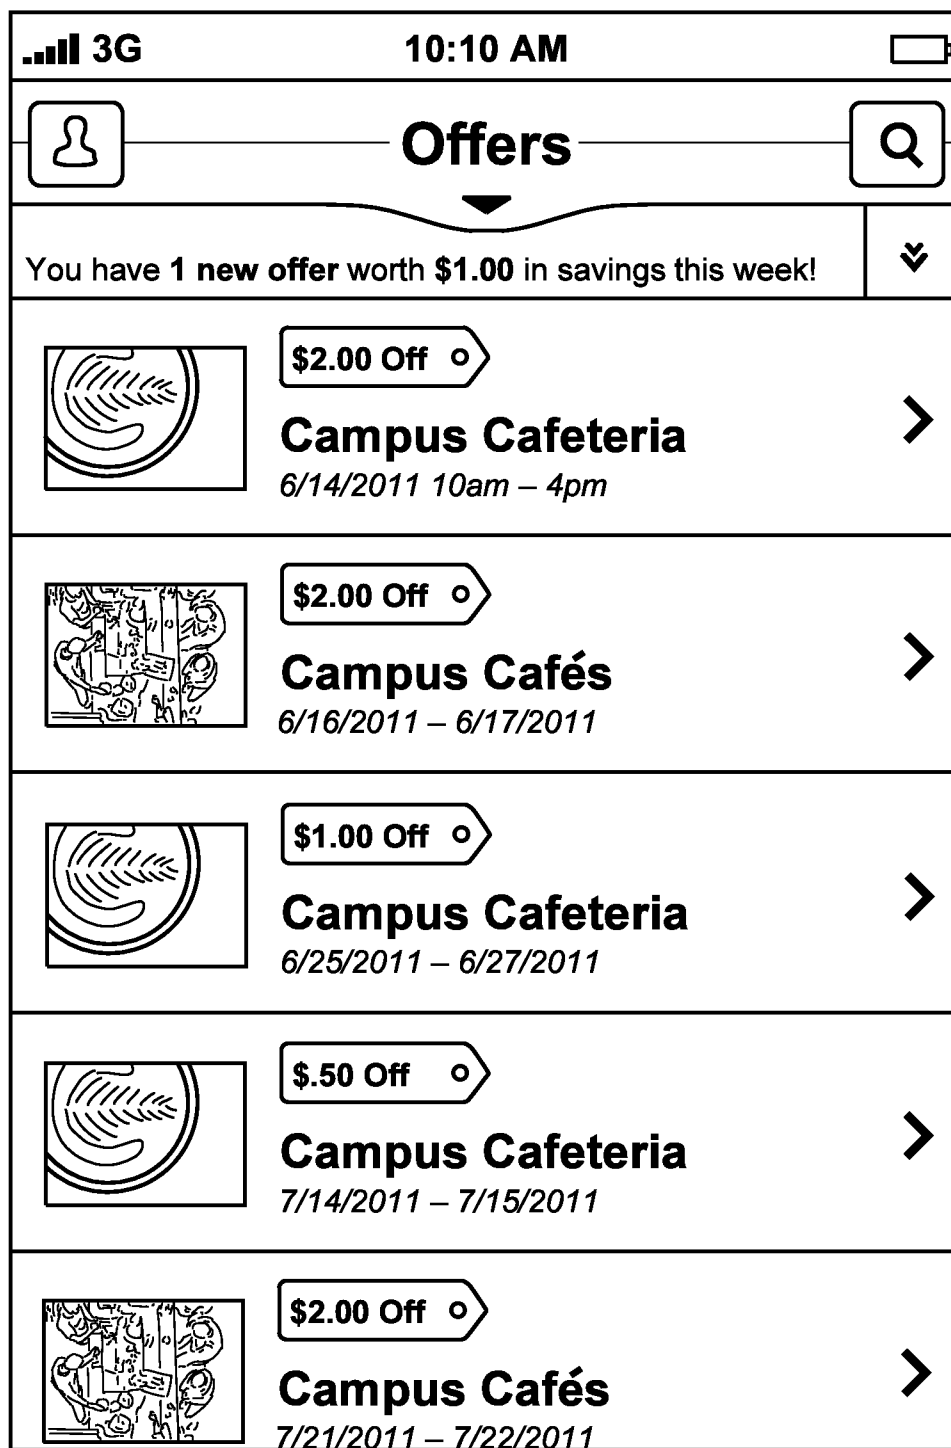 3G 10:10 AM
Offers
You have 1 new offer worth $1.00 in savings this week!
$2.00 Off
Campus Cafeteria
6/14/2011 10am – 4pm
$2.00 Off
Campus Cafés
6/16/2011 – 6/17/2011
$1.00 Off
Campus Cafeteria
6/25/2011 – 6/27/2011
$.50 Off
Campus Cafeteria
7/14/2011 – 7/15/2011
$2.00 Off
Campus Cafés
7/21/2011 – 7/22/2011